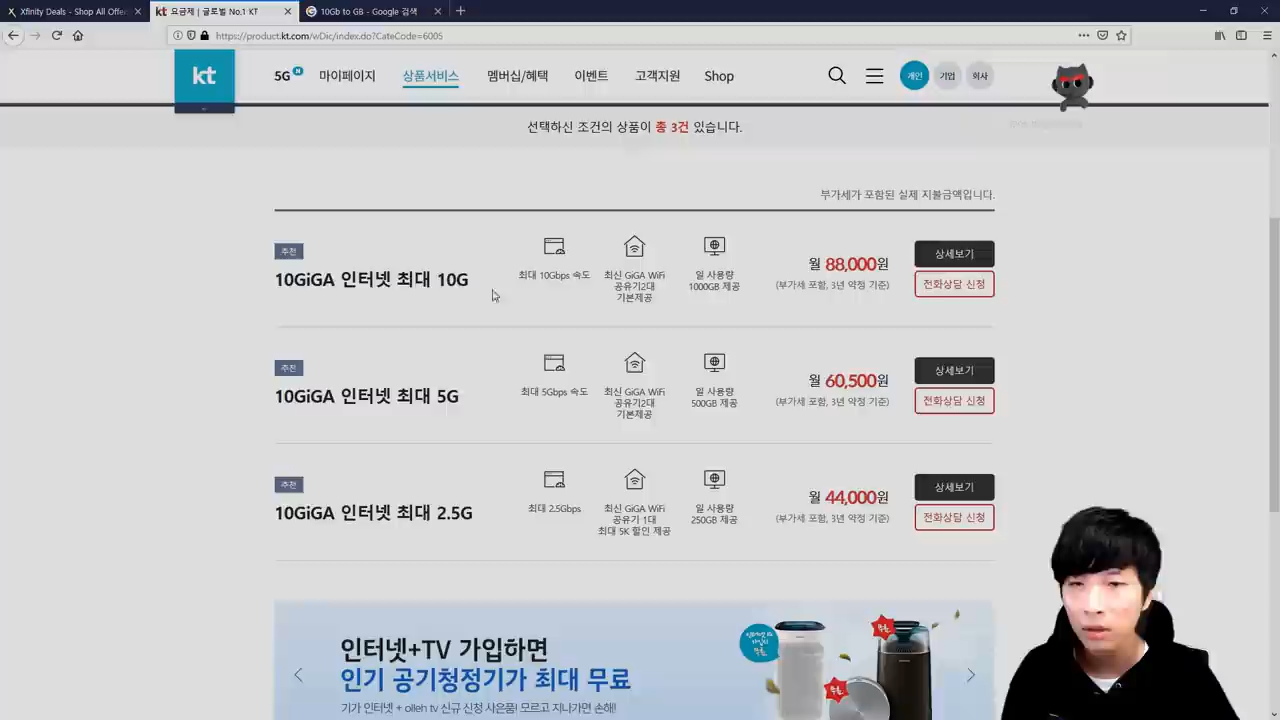 Xfinity Deals - Shop All Offer
요금제 | 글로벌 No.1 KT
10Gb to GB - Google 검색
https://product.kt.com/wDic/index.do?CateCode=6005
kt
5G N
마이페이지
상품서비스
멤버십/혜택
이벤트
고객지원
Shop
개인
기업
회사
선택하신 조건의 상품이 총 3건 있습니다.
부가세가 포함된 실제 지불금액입니다.
추천
10GiGA 인터넷 최대 10G
최대 10Gbps 속도
최신 GiGA WiFi
공유기2대
기본제공
일 사용량
1000GB 제공
월 88,000원
(부가세 포함, 3년 약정 기준)
상세보기
전화상담 신청
추천
10GiGA 인터넷 최대 5G
최대 5Gbps 속도
최신 GiGA WiFi
공유기2대
기본제공
일 사용량
500GB 제공
월 60,500원
(부가세 포함, 3년 약정 기준)
상세보기
전화상담 신청
추천
10GiGA 인터넷 최대 2.5G
최대 2.5Gbps
최신 GiGA WiFi
공유기 1대
최대 5K 할인 제공
일 사용량
250GB 제공
월 44,000원
(부가세 포함, 3년 약정 기준)
상세보기
전화상담 신청
인터넷+TV 가입하면
인기 공기청정기가 최대 무료
기가 인터넷 + olleh tv 신규 신청 사은품! 모르고 지나가면 손해!
무료
무료